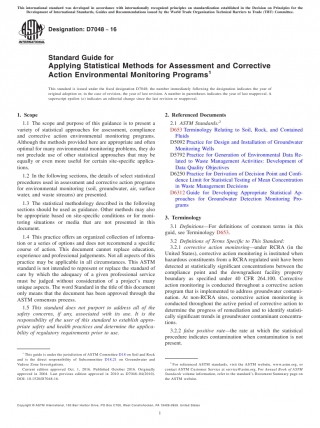 This international standard was developed in accordance with internationally recognized principles on standardization established in the Decision on Principles for the
Development of International Standards, Guides and Recommendations issued by the World Trade Organization Technical Barriers to Trade (TBT) Committee.
Designation: D7048 − 16
INTERNATIONAL
Standard Guide for
Applying Statistical Methods for Assessment and Corrective
Action Environmental Monitoring Programs1
This standard is issued under the fixed designation D7048; the number immediately following the designation indicates the year of
original adoption or, in the case of revision, the year of last revision. A number in parentheses indicates the year of last reapproval. A
superscript epsilon (ε) indicates an editorial change since the last revision or reapproval.
1. Scope
1.1 The scope and purpose of this guidance is to present a
variety of statistical approaches for assessment, compliance
and corrective action environmental monitoring programs.
Although the methods provided here are appropriate and often
optimal for many environmental monitoring problems, they do
not preclude use of other statistical approaches that may be
equally or even more useful for certain site-specific applica-
tions.
1.2 In the following sections, the details of select statistical
procedures used in assessment and corrective action programs
for environmental monitoring (soil, groundwater, air, surface
water, and waste streams) are presented.
1.3 The statistical methodology described in the following
sections should be used as guidance. Other methods may also
be appropriate based on site-specific conditions or for moni-
toring situations or media that are not presented in this
document.
1.4 This practice offers an organized collection of informa-
tion or a series of options and does not recommend a specific
course of action. This document cannot replace education,
experience and professional judgements. Not all aspects of this
practice may be applicable in all circumstances. This ASTM
standard is not intended to represent or replace the standard of
care by which the adequacy of a given professional service
must be judged without consideration of a project's many
unique aspects. The word Standard in the title of this document
only means that the document has been approved through the
ASTM consensus process.
1.5 This standard does not purport to address all of the
safety concerns, if any, associated with its use. It is the
responsibility of the user of this standard to establish appro-
priate safety and health practices and determine the applica-
bility of regulatory requirements prior to use.
1 This guide is under the jurisdiction of ASTM Committee D18 on Soil and Rock
and is the direct responsibility of Subcommittee D18.21 on Groundwater and
Vadose Zone Investigations.
Current edition approved Oct. 1, 2016. Published October 2016. Originally
approved in 2004. Last previous edition approved in 2010 as D7048–04(2010).
DOI: 10.1520/D7048-16.
2. Referenced Documents
2.1 ASTM Standards:2
D653 Terminology Relating to Soil, Rock, and Contained
Fluids
D5092 Practice for Design and Installation of Groundwater
Monitoring Wells
D5792 Practice for Generation of Environmental Data Re-
lated to Waste Management Activities: Development of
Data Quality Objectives
D6250 Practice for Derivation of Decision Point and Confi-
dence Limit for Statistical Testing of Mean Concentration
in Waste Management Decisions
D6312 Guide for Developing Appropriate Statistical Ap-
proaches for Groundwater Detection Monitoring Pro-
grams
3. Terminology
3.1 Definitions—For definitions of common terms in this
guide, see Terminology D653.
3.2 Definitions of Terms Specific to This Standard:
3.2.1 corrective action monitoring—under RCRA (in the
United States), corrective action monitoring is instituted when
hazardous constituents from a RCRA regulated unit have been
detected at statistically significant concentrations between the
compliance point and the downgradient facility property
boundary as specified under 40 CFR 264.100. Corrective
action monitoring is conducted throughout a corrective action
program that is implemented to address groundwater contami-
nation. At non-RCRA sites, corrective action monitoring is
conducted throughout the active period of corrective action to
determine the progress of remediation and to identify statisti-
cally significant trends in groundwater contaminant concentra-
tions.
3.2.2 false positive rate—the rate at which the statistical
procedure indicates contamination when contamination is not
present.
2 For referenced ASTM standards, visit the ASTM website, www.astm.org, or
contact ASTM Customer Service at service@astm.org. For Annual Book of ASTM
Standards volume information, refer to the standard's Document Summary page on
the ASTM website.
Copyright © ASTM International, 100 Barr Harbor Drive, PO Box C700, West Conshohocken, PA 19428-2959. United States
1